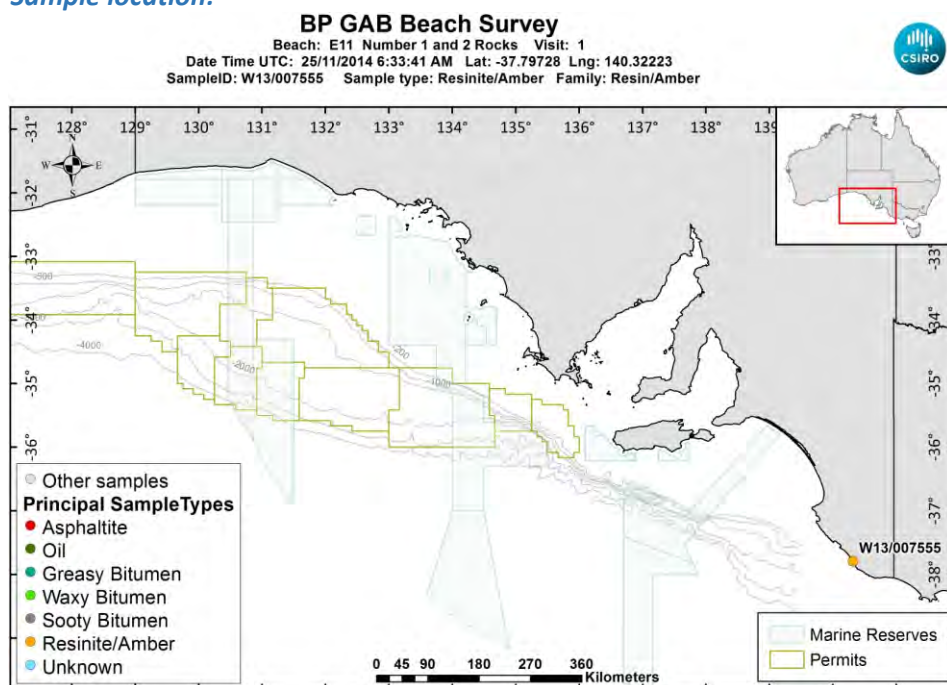 Sample location:
BP GAB Beach Survey
Beach: E11 Number 1 and 2 Rocks Visit: 1
Date Time UTC: 25/11/2014 6:33:41 AM Lat: -37.79728 Lng: 140.32223
SampleID: W13/007555 Sample type: Resinite/Amber Family: Resin/Amber
CSIRO
128° 129° 130° 131° 132° 133° 134° 135° 136° 137° 138° 139
-31°
-32°
-33°
-34°
-35°
-36°
N
W E
S
-33°
-34°
-35°
-36°
-37°
-38°
-4000
-2000
-200
-1000
W13/007555
Other samples
Principal SampleTypes
Asphaltite
Oil
Greasy Bitumen
Waxy Bitumen
Sooty Bitumen
Resinite/Amber
Unknown
0 45 90 180 270 360
Kilometers
Marine Reserves
Permits